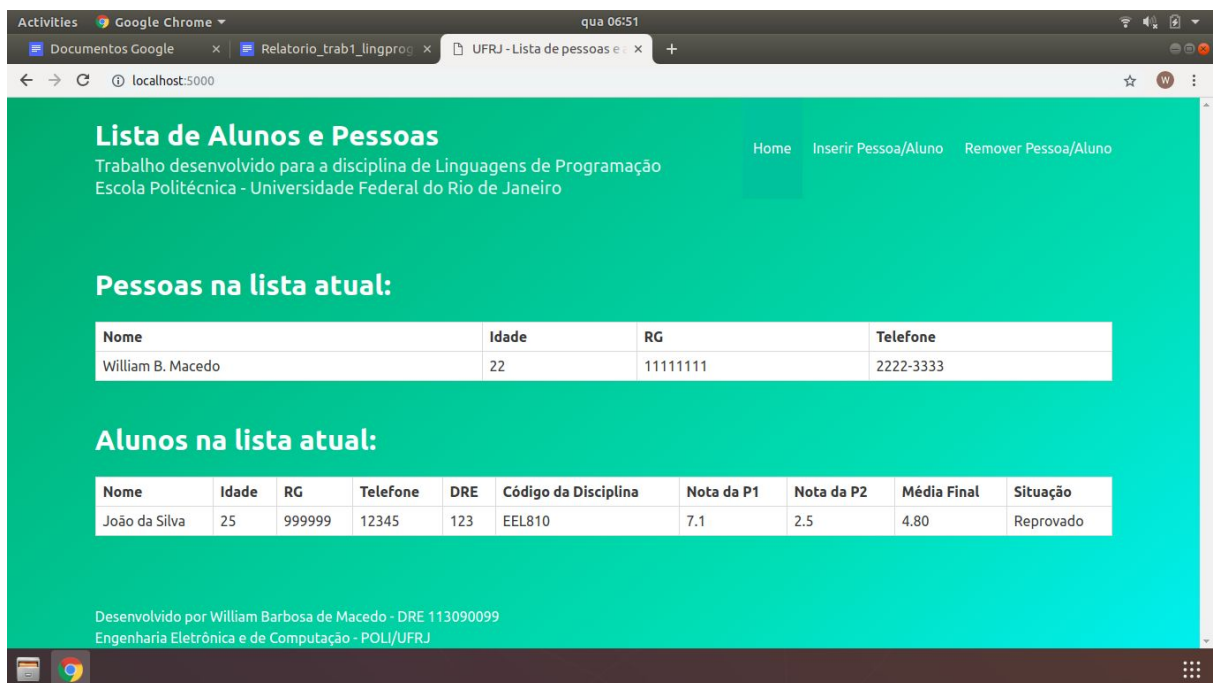 Activities Google Chrome qua 06:51
Documentos Google Relatorio_trab1_lingprog UFRJ - Lista de pessoas e
localhost:5000 W
Lista de Alunos e Pessoas
Trabalho desenvolvido para a disciplina de Linguagens de Programação
Escola Politécnica - Universidade Federal do Rio de Janeiro
Home Inserir Pessoa/Aluno Remover Pessoa/Aluno
Pessoas na lista atual:
Nome Idade RG Telefone
William B. Macedo 22 11111111 2222-3333
Alunos na lista atual:
Nome Idade RG Telefone DRE Código da Disciplina Nota da P1 Nota da P2 Média Final Situação
João da Silva 25 999999 12345 123 EEL810 7.1 2.5 4.80 Reprovado
Desenvolvido por William Barbosa de Macedo - DRE 113090099
Engenharia Eletrônica e de Computação - POLI/UFRJ